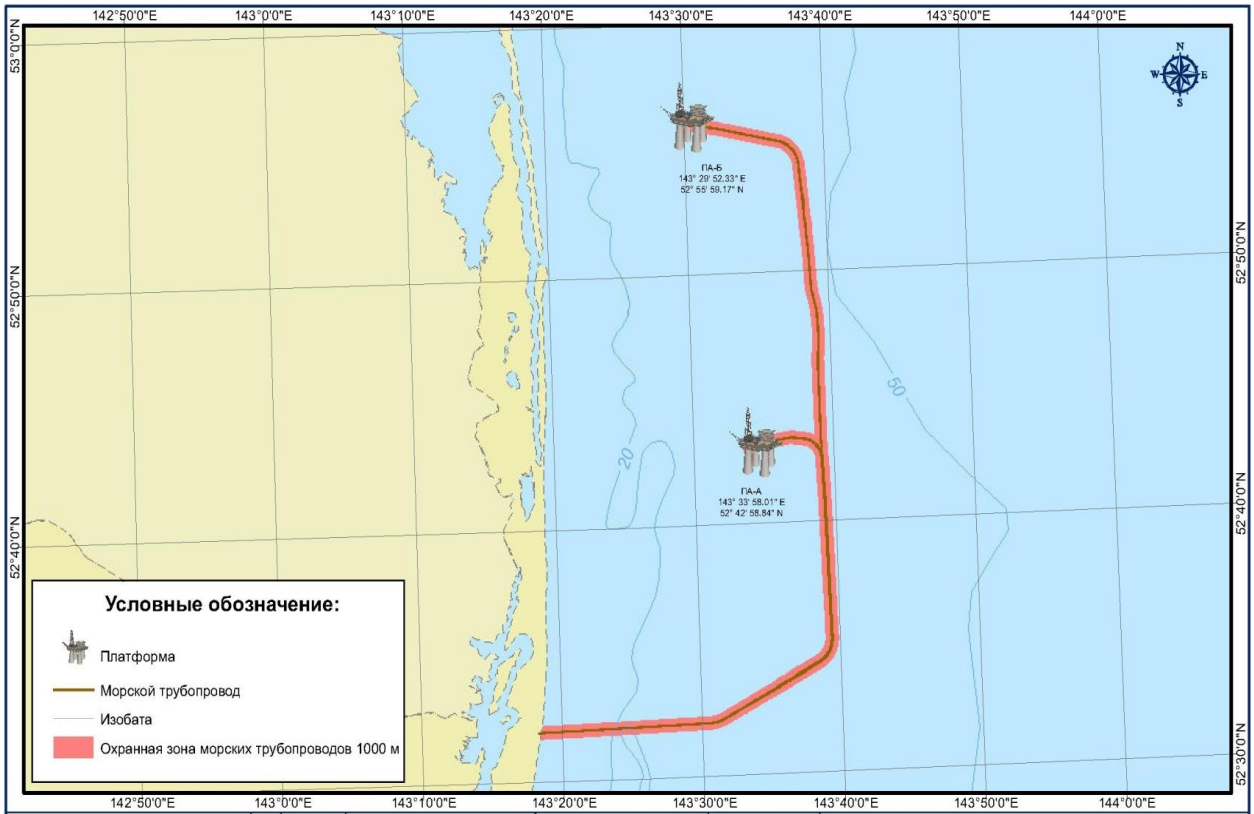 142°50'0"E
143°0'0"E
143°10'0"E
143°20'0"E
143°30'0"E
143°40'0"E
143°50'0"E
144°0'0"E
53°0'0"N
N
W
E
S
ПА-Б
143° 29' 52.33" E
52° 55' 59.17" N
52°50'0"N
52°50'0"N
50
20
ПА-А
143° 33' 58.01" E
52° 42' 58.84" N
52°40'0"N
52°40'0"N
Условные обозначение:
Платформа
Морской трубопровод
Изобата
Охранная зона морских трубопроводов 1000 м
52°30'0"N
142°50'0"E
143°0'0"E
143°10'0"E
143°20'0"E
143°30'0"E
143°40'0"E
143°50'0"E
144°0'0"E